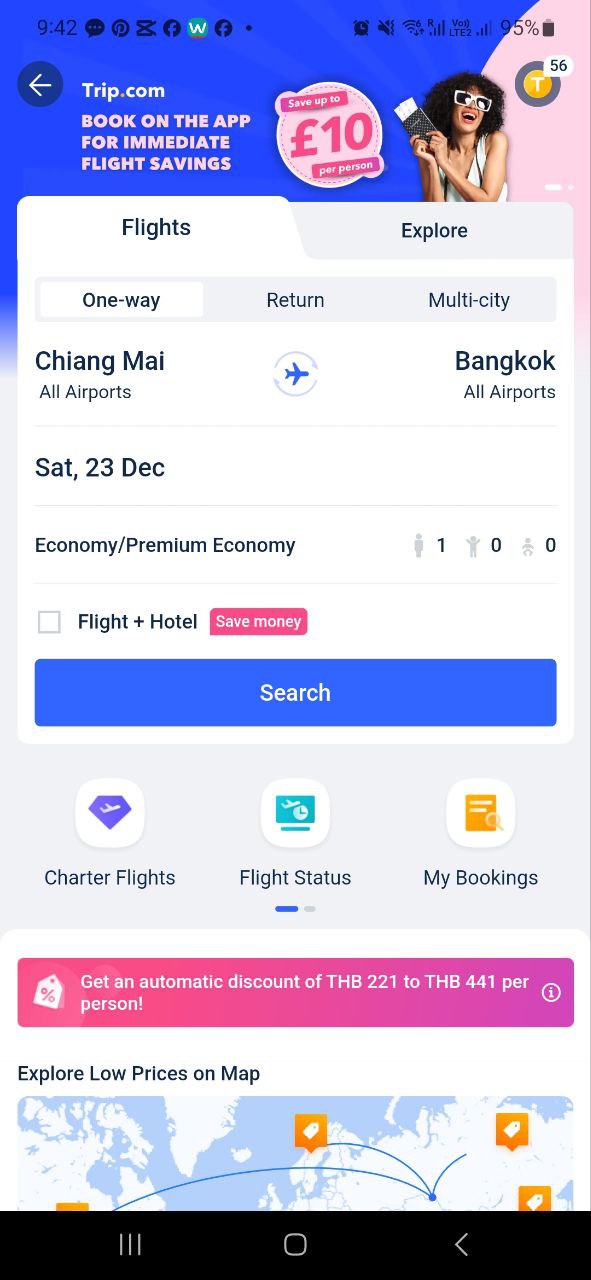 9:42
95%
56
Trip.com
BOOK ON THE APP
FOR IMMEDIATE
FLIGHT SAVINGS
Save up to
£10
per person
Flights
Explore
One-way
Return
Multi-city
Chiang Mai
Bangkok
All Airports
All Airports
Sat, 23 Dec
Economy/Premium Economy
1
0
0
Flight + Hotel
Save money
Search
Charter Flights
Flight Status
My Bookings
Get an automatic discount of THB 221 to THB 441 per
person!
Explore Low Prices on Map